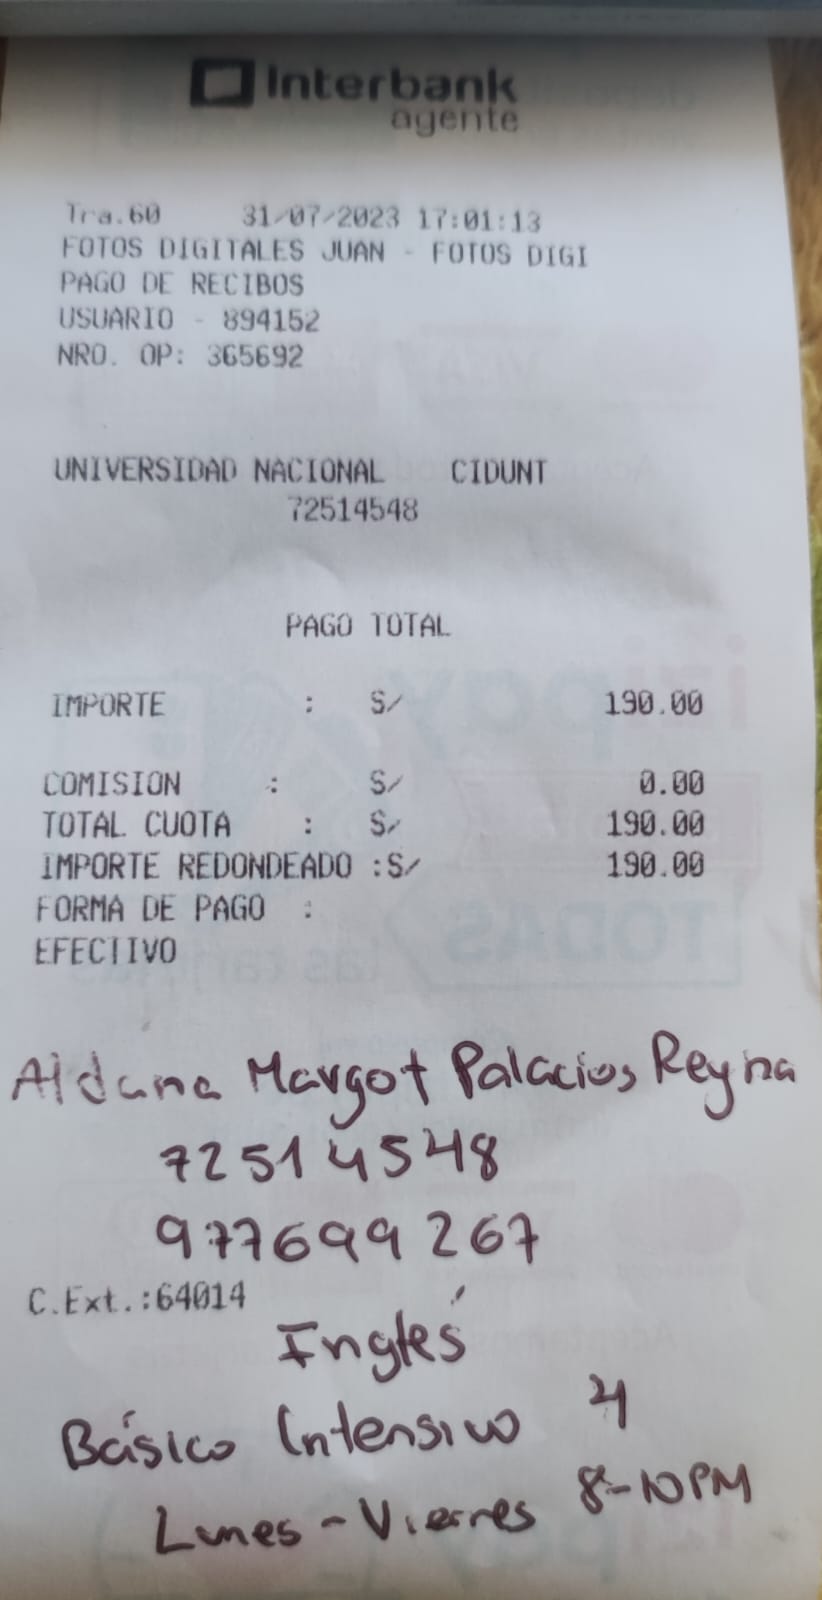 Interbank
agente
Tra.60 31/07/2023 17:01:13
FOTOS DIGITALES JUAN - FOTOS DIGI
PAGO DE RECIBOS
USUARIO - 894152
NRO. OP: 365692
UNIVERSIDAD NACIONAL CIDUNT
72514548
PAGO TOTAL
IMPORTE : S/ 190.00
COMISION : S/ 0.00
TOTAL CUOTA : S/ 190.00
IMPORTE REDONDEADO :S/ 190.00
FORMA DE PAGO :
EFECTIVO
Aldana Margot Palacios Reyna
72514548
977699267
C.Ext.:64014
Inglés
Básico Intensivo 4
Lunes - Viernes 8-10PM